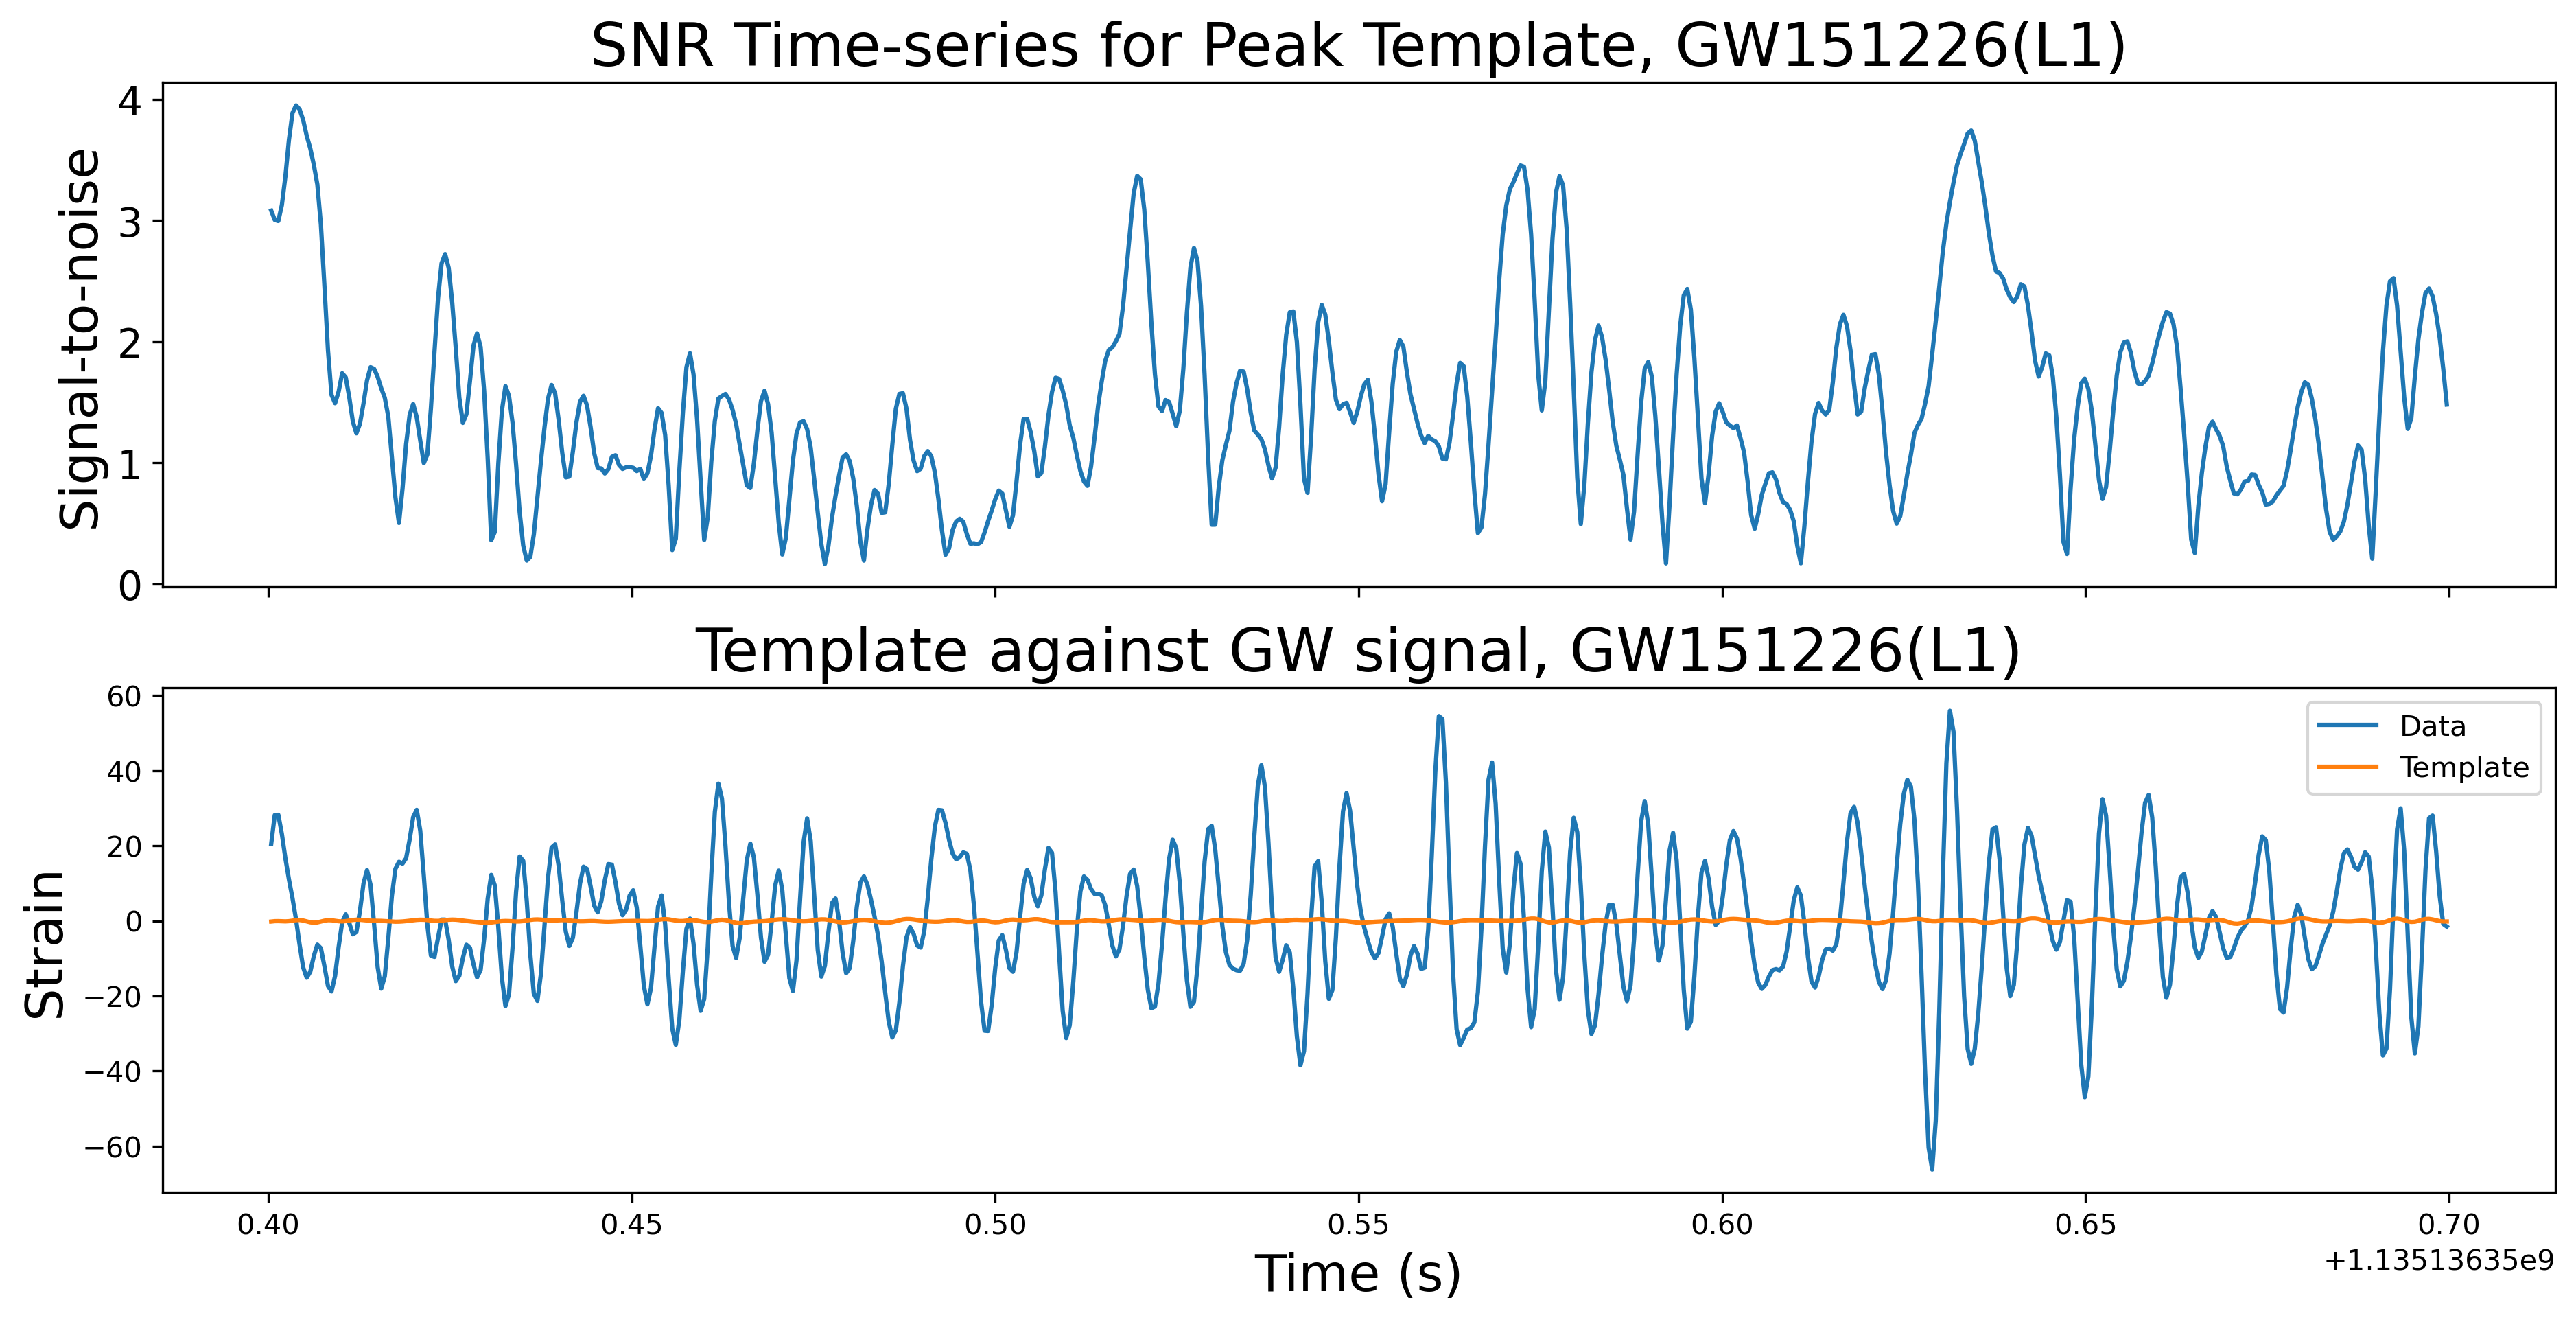 SNR Time-series for Peak Template, GW151226(L1)
4
3
2
1
0
Signal-to-noise
Template against GW signal, GW151226(L1)
60
40
20
0
−20
−40
−60
Strain
Data
Template
0.40 0.45 0.50 0.55 0.60 0.65 0.70
+1.13513635e9
Time (s)